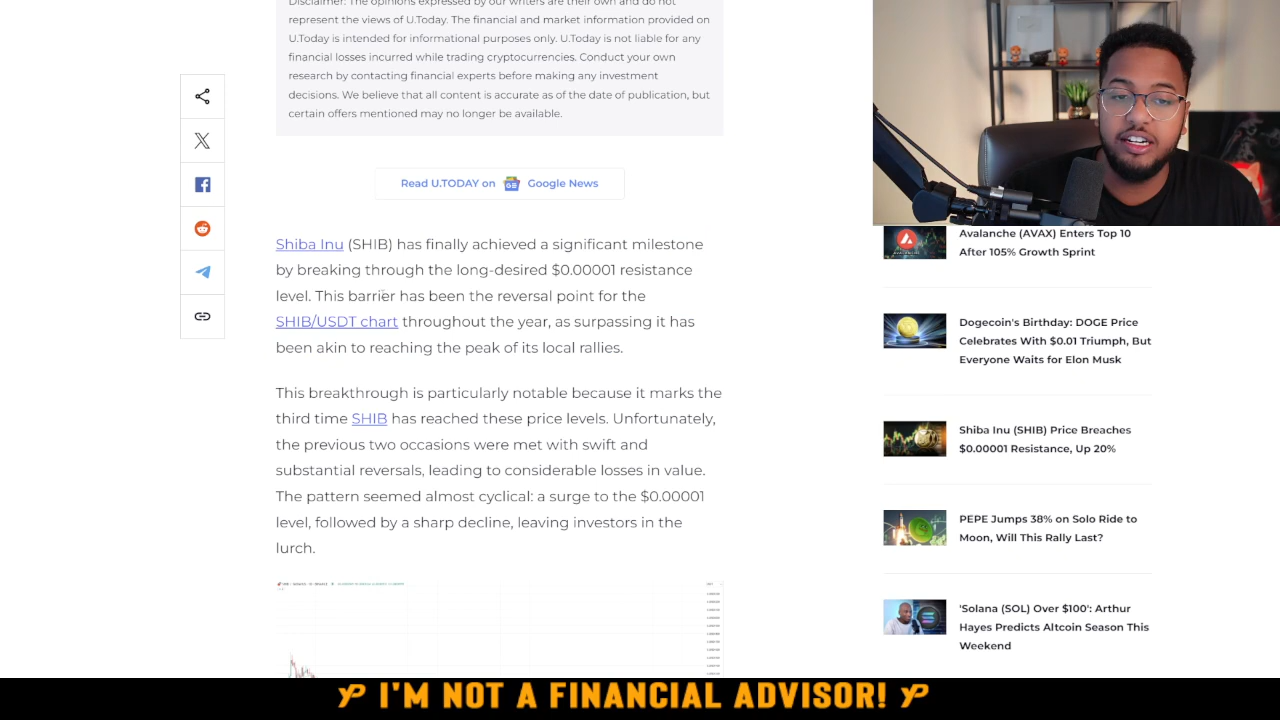 Disclaimer: The opinions expressed by our writers are their own and do not
represent the views of U.Today. The financial and market information provided on
U.Today is intended for informational purposes only. U.Today is not liable for any
financial losses incurred while trading cryptocurrencies. Conduct your own
research by contacting financial experts before making any investment
decisions. We believe that all content is accurate as of the date of publication, but
certain offers mentioned may no longer be available.
Read U.TODAY on Google News
Shiba Inu (SHIB) has finally achieved a significant milestone
by breaking through the long-desired $0.00001 resistance
level. This barrier has been the reversal point for the
SHIB/USDT chart throughout the year, as surpassing it has
been akin to reaching the peak of its local rallies.
This breakthrough is particularly notable because it marks the
third time SHIB has reached these price levels. Unfortunately,
the previous two occasions were met with swift and
substantial reversals, leading to considerable losses in value.
The pattern seemed almost cyclical: a surge to the $0.00001
level, followed by a sharp decline, leaving investors in the
lurch.
Avalanche (AVAX) Enters Top 10
After 105% Growth Sprint
Dogecoin's Birthday: DOGE Price
Celebrates With $0.01 Triumph, But
Everyone Waits for Elon Musk
Shiba Inu (SHIB) Price Breaches
$0.00001 Resistance, Up 20%
PEPE Jumps 38% on Solo Ride to
Moon, Will This Rally Last?
'Solana (SOL) Over $100': Arthur
Hayes Predicts Altcoin Season This
Weekend
I'M NOT A FINANCIAL ADVISOR!